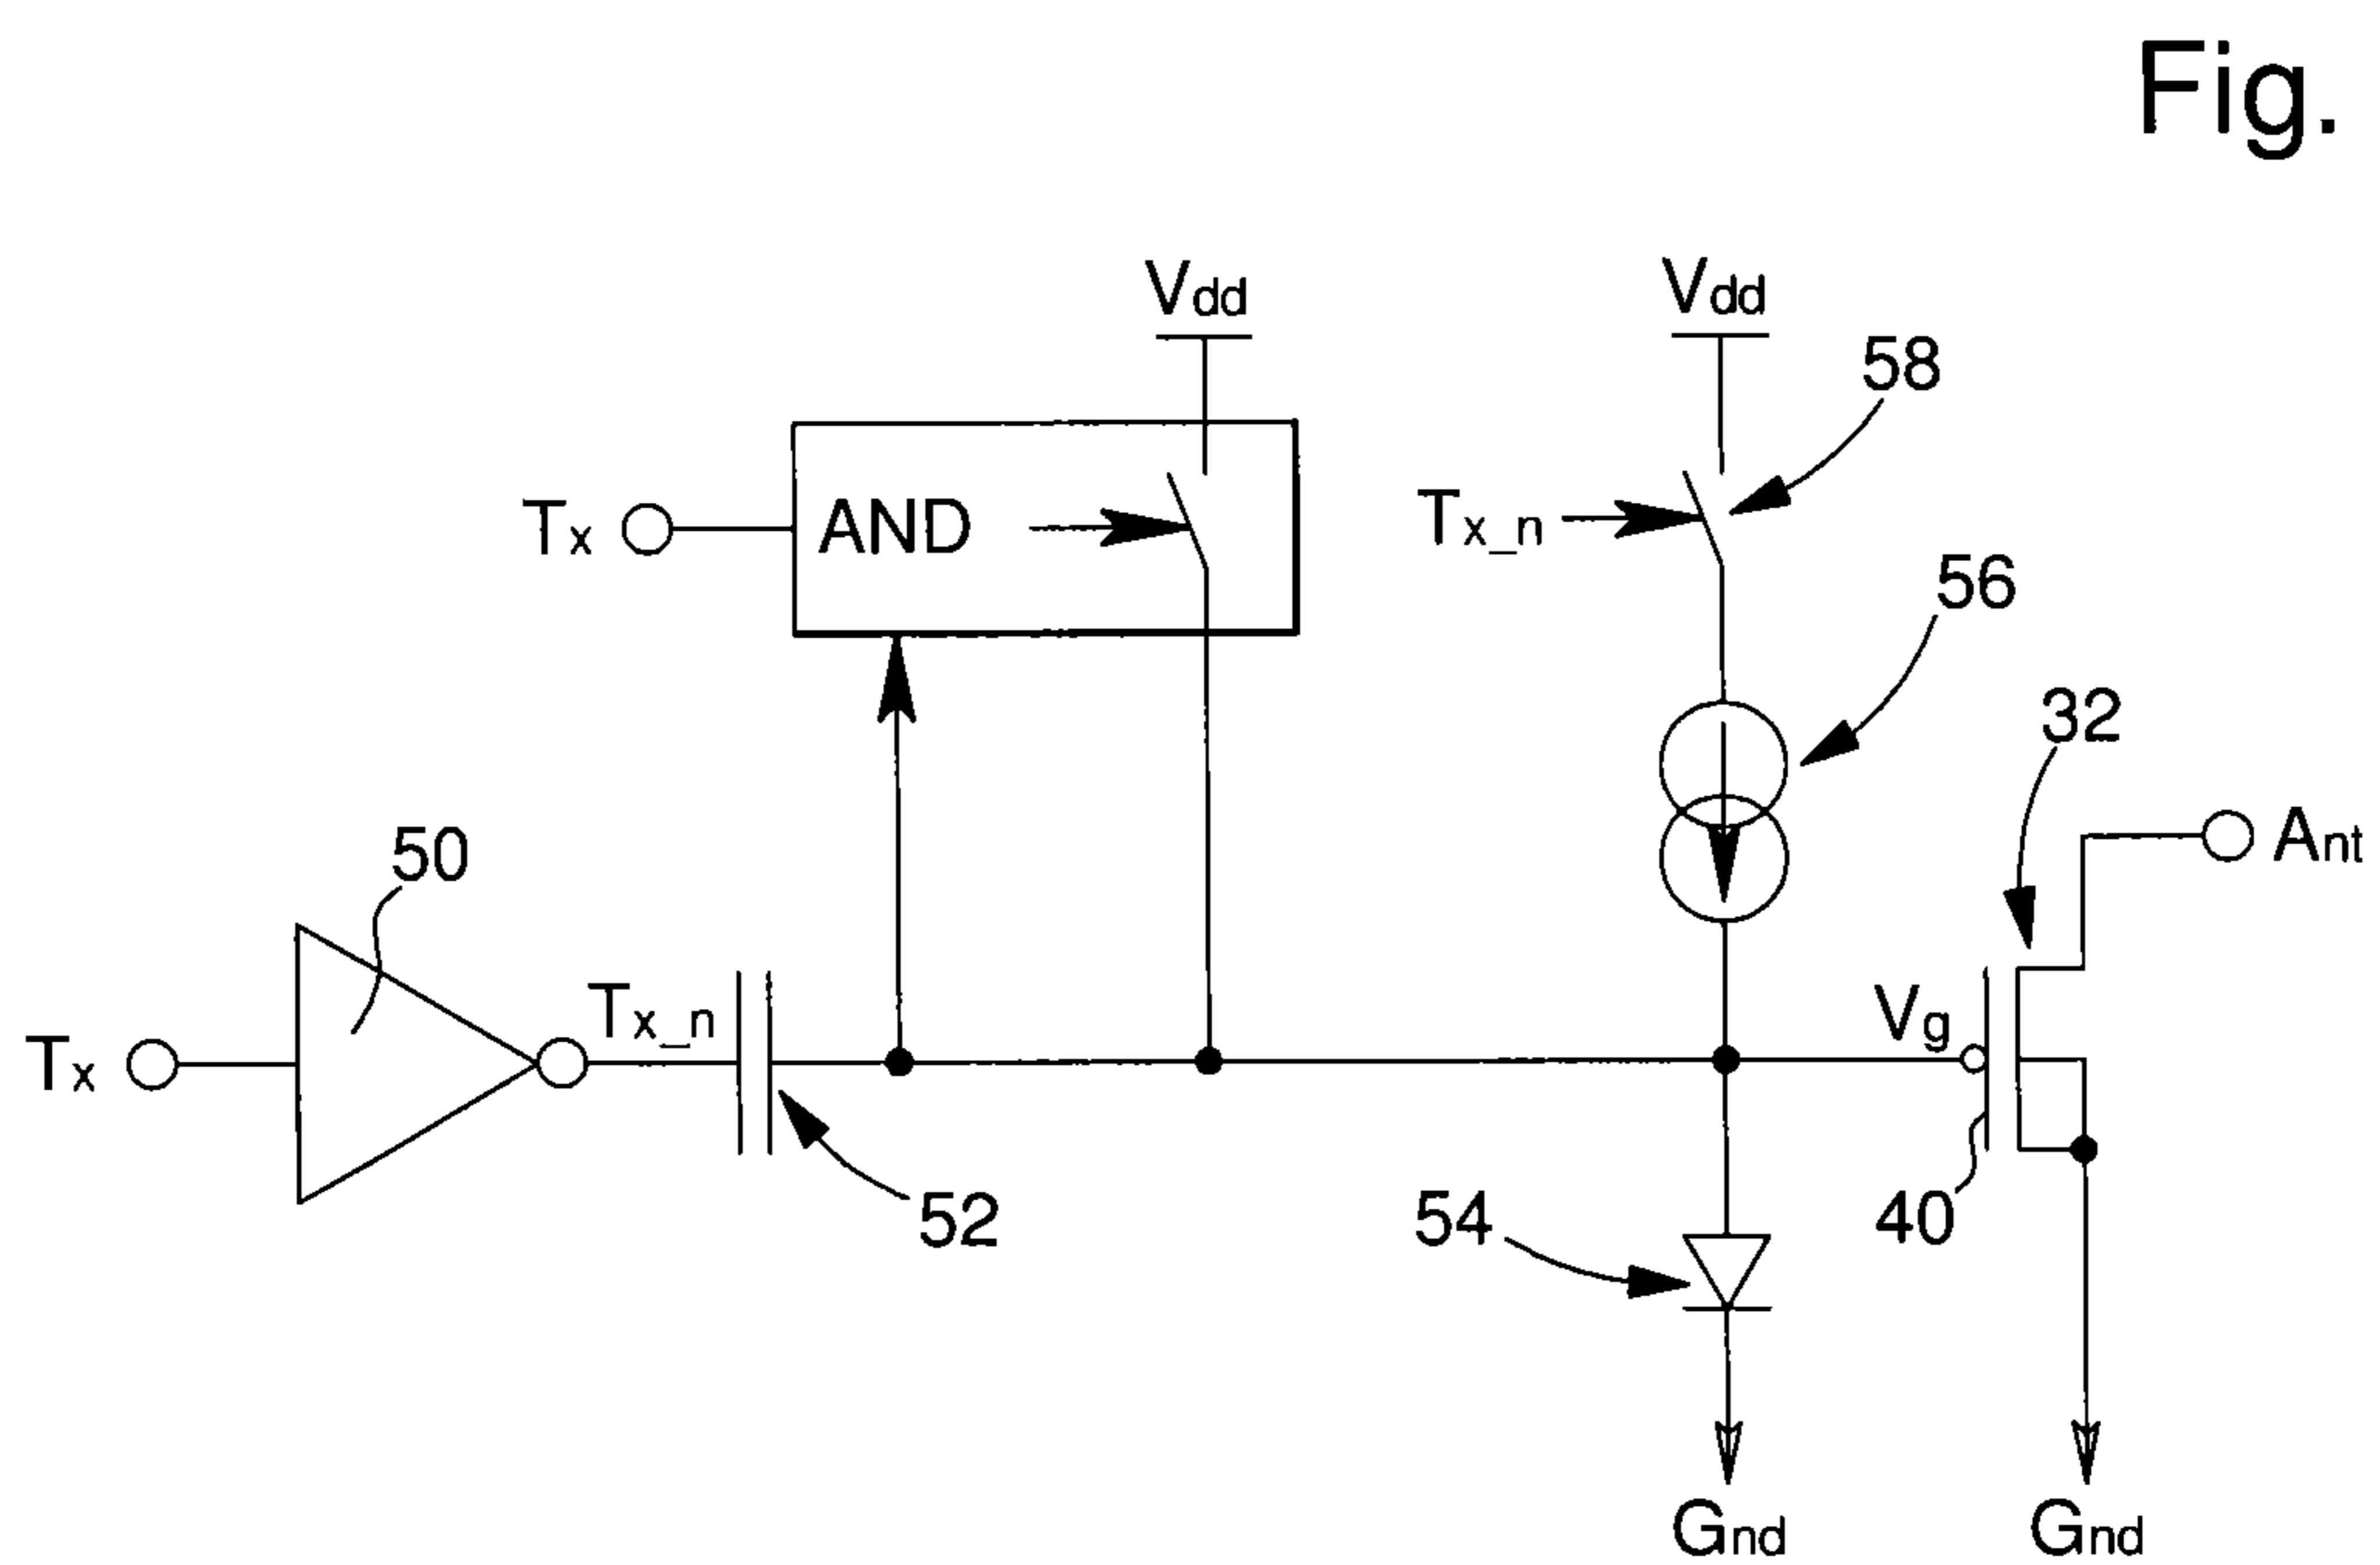 Fig.
Vdd
Vdd
58
Tx
AND
Tx_n
56
32
50
Ant
Tx_n
Vg
Tx
52
54
40
Gnd
Gnd